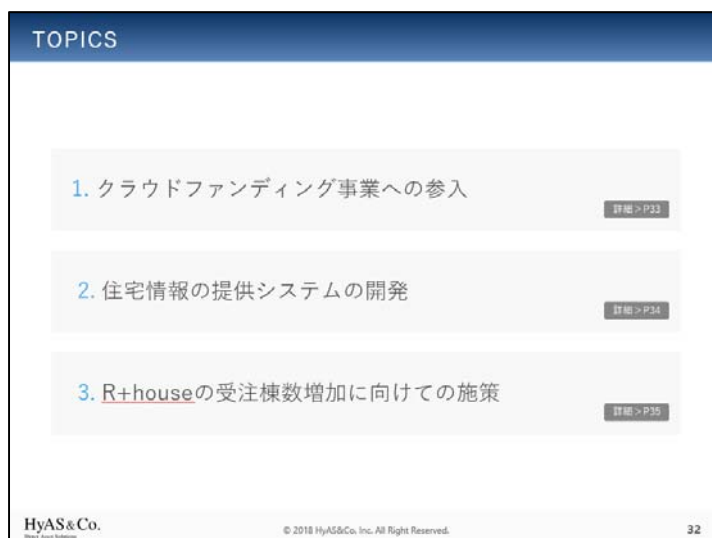 TOPICS
1. クラウドファンディング事業への参入
詳細＞P33
2. 住宅情報の提供システムの開発
詳細＞P34
3. R+houseの受注棟数増加に向けての施策
詳細＞P35
HyAS&Co.
© 2018 HyAS&Co. Inc. All Right Reserved.
32